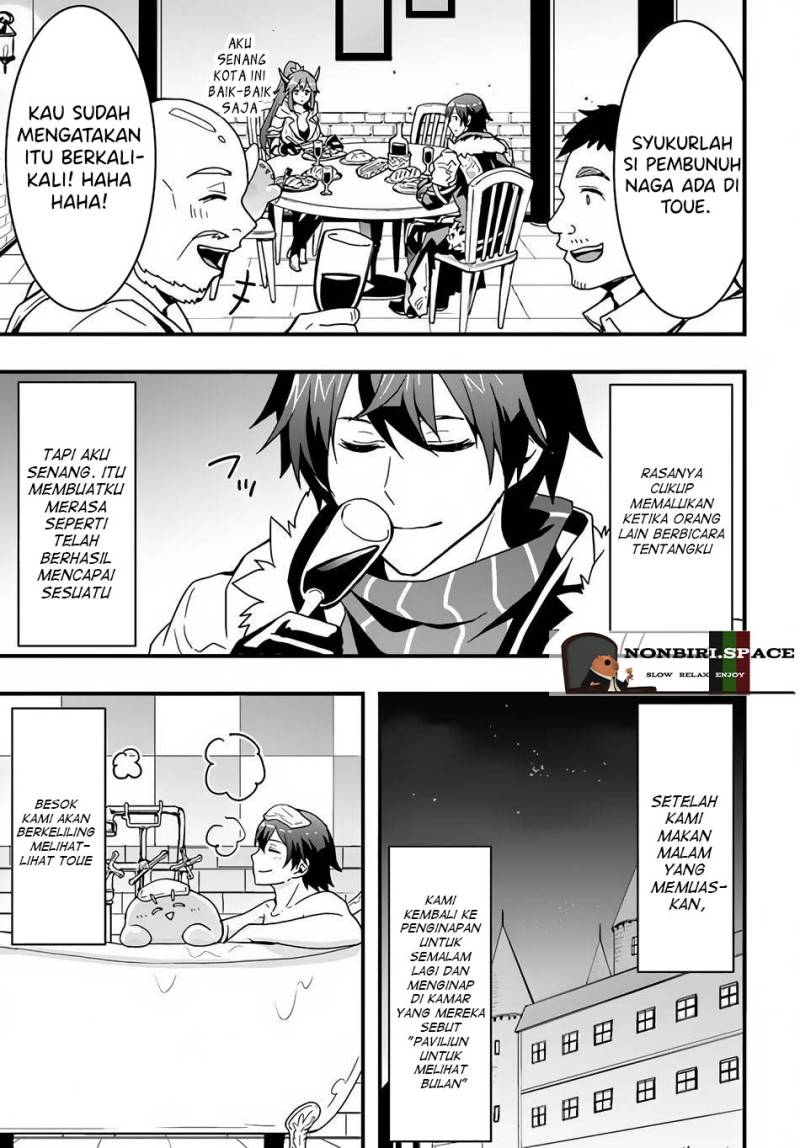 SYUKURLAH
SI PEMBUNUH
NAGA ADA DI
TOUE.
AKU
SENANG
KOTA INI
BAIK-BAIK
SAJA
KAU SUDAH
MENGATAKAN
ITU BERKALI-
KALI! HAHA
HAHA!
RASANYA
CUKUP
MEMALUKAN
KETIKA ORANG
LAIN BERBICARA
TENTANGKU
TAPI AKU
SENANG. ITU
MEMBUATKU
MERASA
SEPERTI
TELAH
BERHASIL
MENCAPAI
SESUATU
NONBIRI.SPACE
SLOW RELAX ENJOY
SETELAH
KAMI
MAKAN
MALAM
YANG
MEMUAS-
KAN,
KAMI
KEMBALI KE
PENGINAPAN
UNTUK
SEMALAM
LAGI DAN
MENGINAP
DI KAMAR
YANG MEREKA
SEBUT
"PAVILIUN
UNTUK
MELIHAT
BULAN"
BESOK
KAMI AKAN
BERKELILING
MELIHAT-
LIHAT TOUE